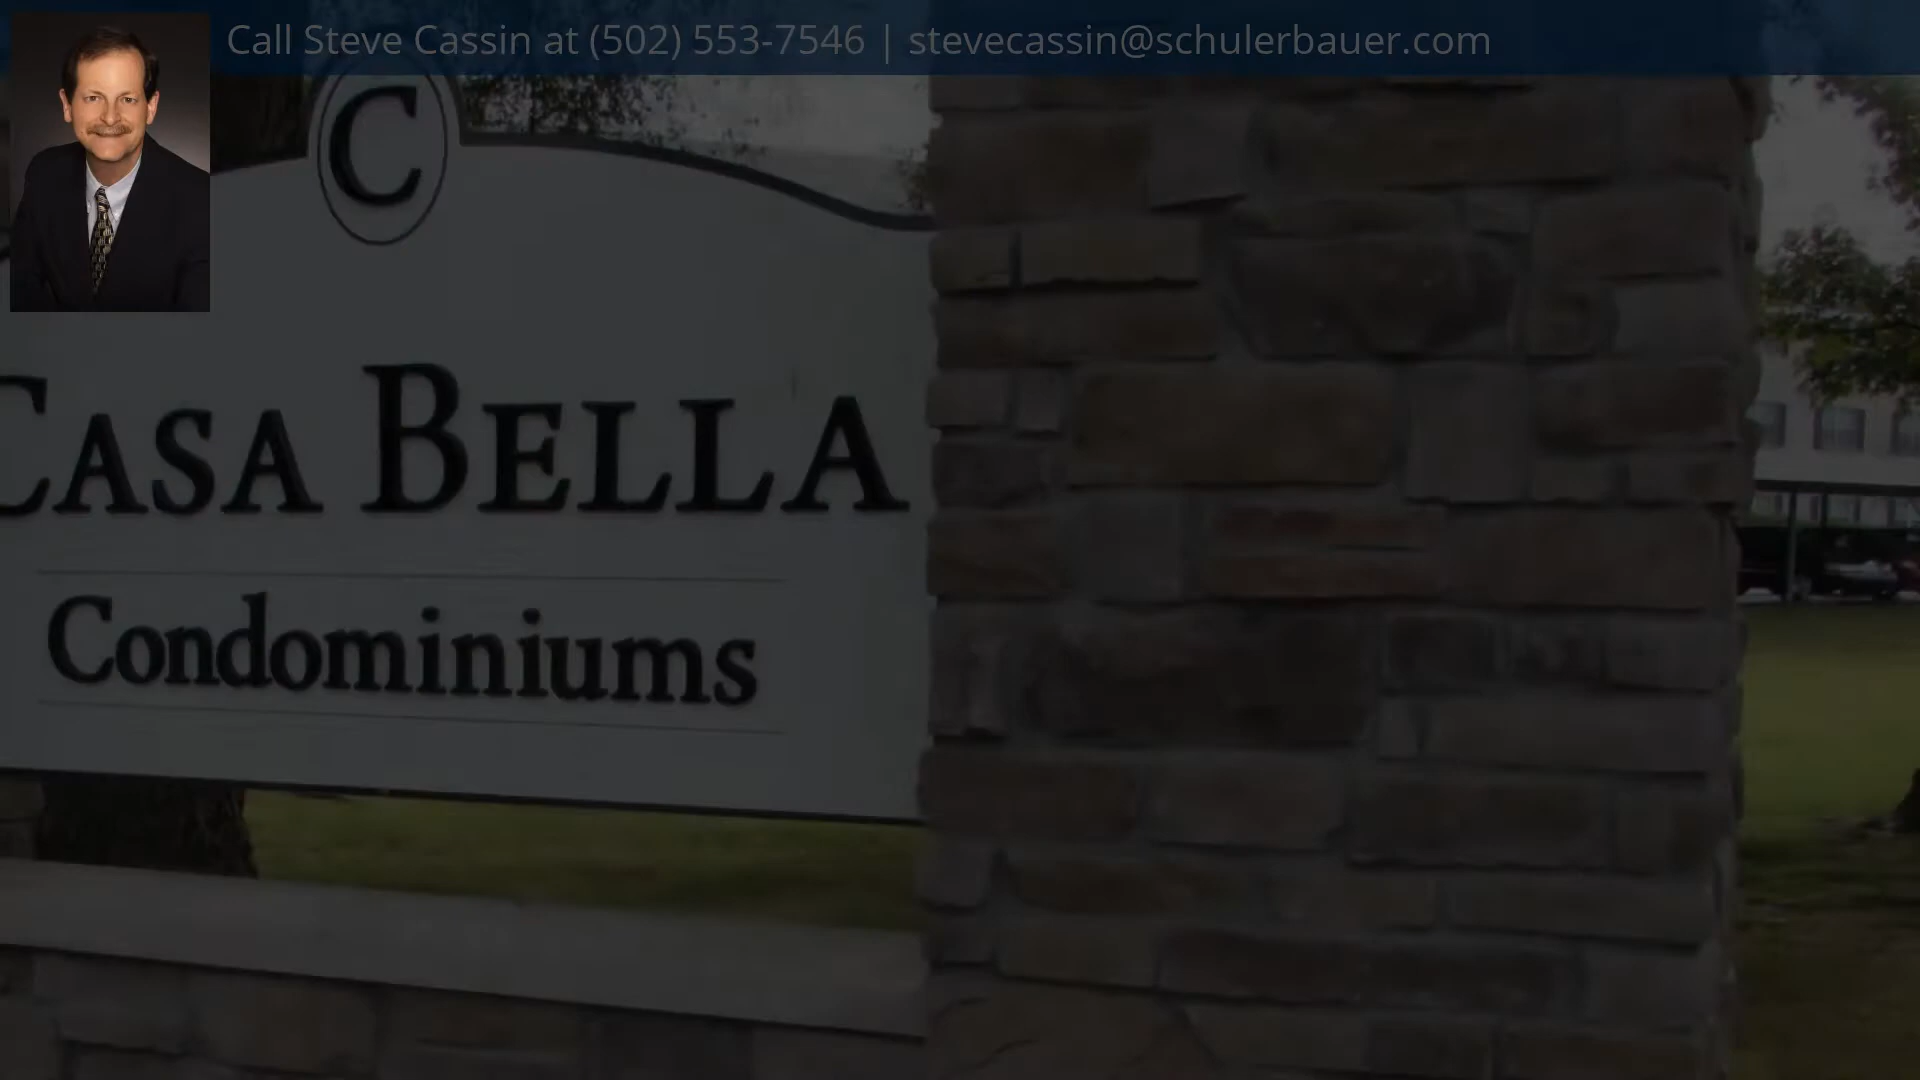 Call Steve Cassin at (502) 553-7546 | stevecassin@schulerbauer.com
C
CASA BELLA
Condominiums